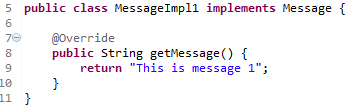 5 public class MessageImpl1 implements Message {
6
7 @Override
8 public String getMessage() {
9 return "This is message 1";
10 }
11 }